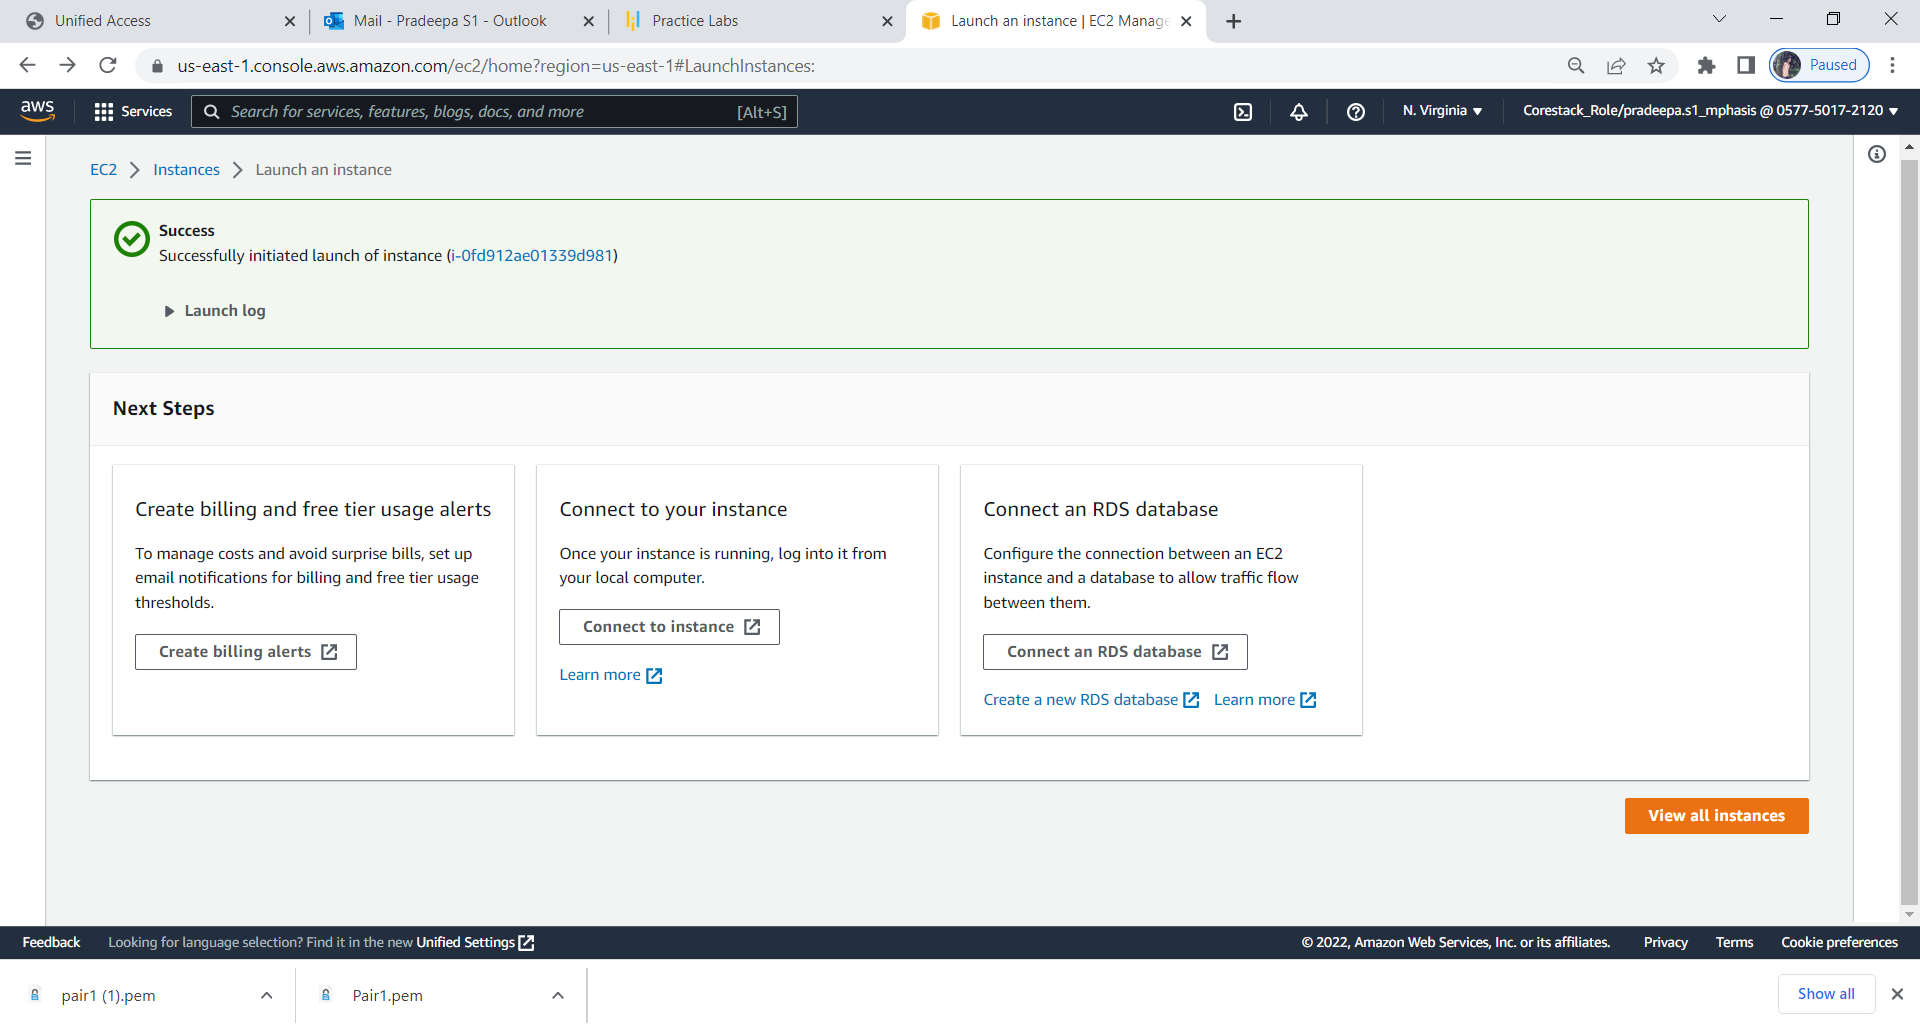 Unified Access
Mail - Pradeepa S1 - Outlook
Practice Labs
Launch an instance | EC2 Manage
us-east-1.console.aws.amazon.com/ec2/home?region=us-east-1#LaunchInstances:
Paused
aws
Services
Search for services, features, blogs, docs, and more
[Alt+S]
N. Virginia
Corestack_Role/pradeepa.s1_mphasis @ 0577-5017-2120
EC2
Instances
Launch an instance
Success
Successfully initiated launch of instance (i-0fd912ae01339d981)
Launch log
Next Steps
Create billing and free tier usage alerts
To manage costs and avoid surprise bills, set up
email notifications for billing and free tier usage
thresholds.
Create billing alerts
Connect to your instance
Once your instance is running, log into it from
your local computer.
Connect to instance
Learn more
Connect an RDS database
Configure the connection between an EC2
instance and a database to allow traffic flow
between them.
Connect an RDS database
Create a new RDS database
Learn more
View all instances
Feedback
Looking for language selection? Find it in the new Unified Settings
© 2022, Amazon Web Services, Inc. or its affiliates.
Privacy
Terms
Cookie preferences
pair1 (1).pem
Pair1.pem
Show all